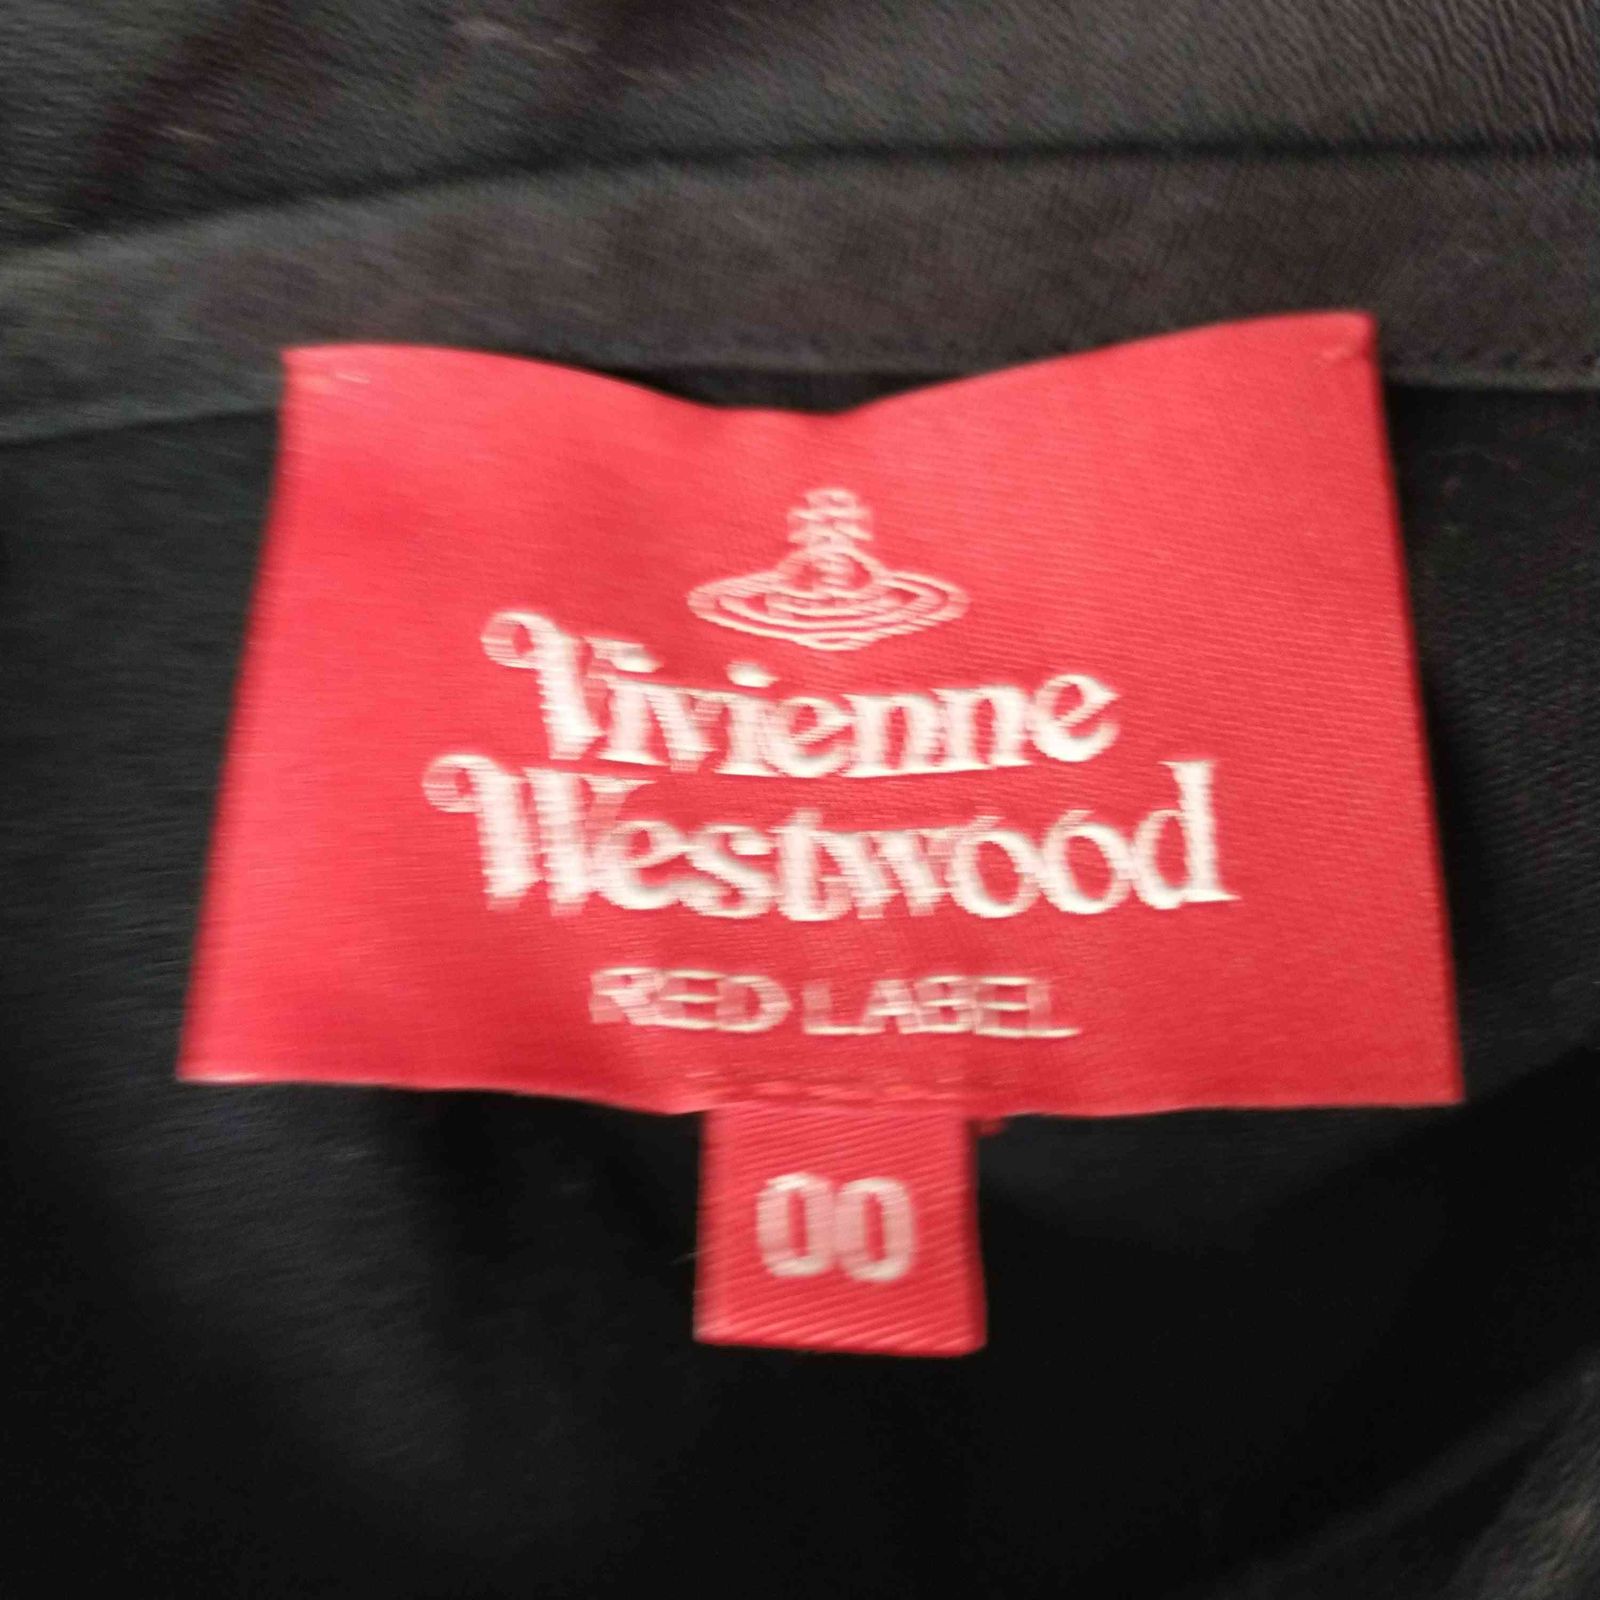 Vivienne
Westwood
RED LABEL
00